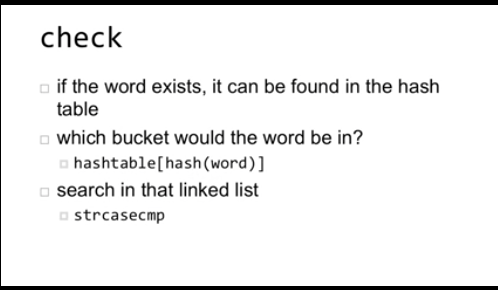 check
if the word exists, it can be found in the hash
table
which bucket would the word be in?
hashtable[hash(word)]
search in that linked list
strcasecmp